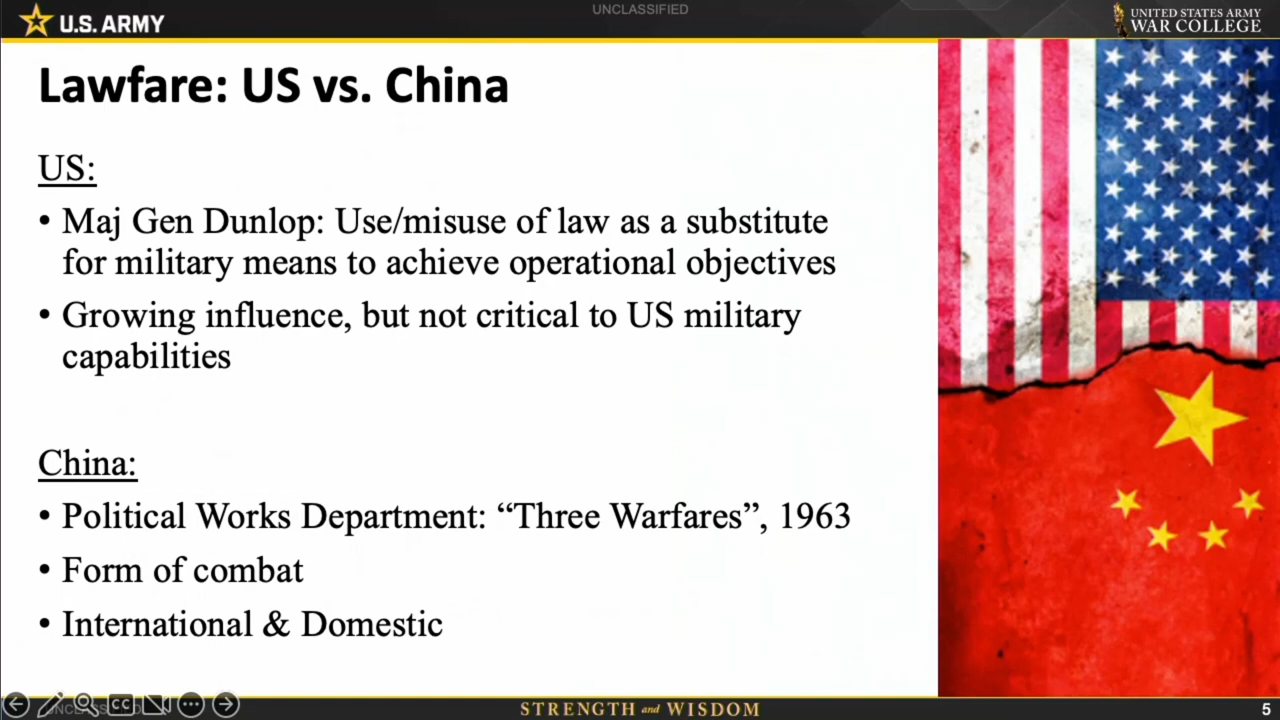 UNCLASSIFIED
U.S. ARMY
UNITED STATES ARMY
WAR COLLEGE
Lawfare: US vs. China
US:
• Maj Gen Dunlop: Use/misuse of law as a substitute
for military means to achieve operational objectives
• Growing influence, but not critical to US military
capabilities
China:
• Political Works Department: “Three Warfares”, 1963
• Form of combat
• International & Domestic
CC
STRENGTH and WISDOM
5